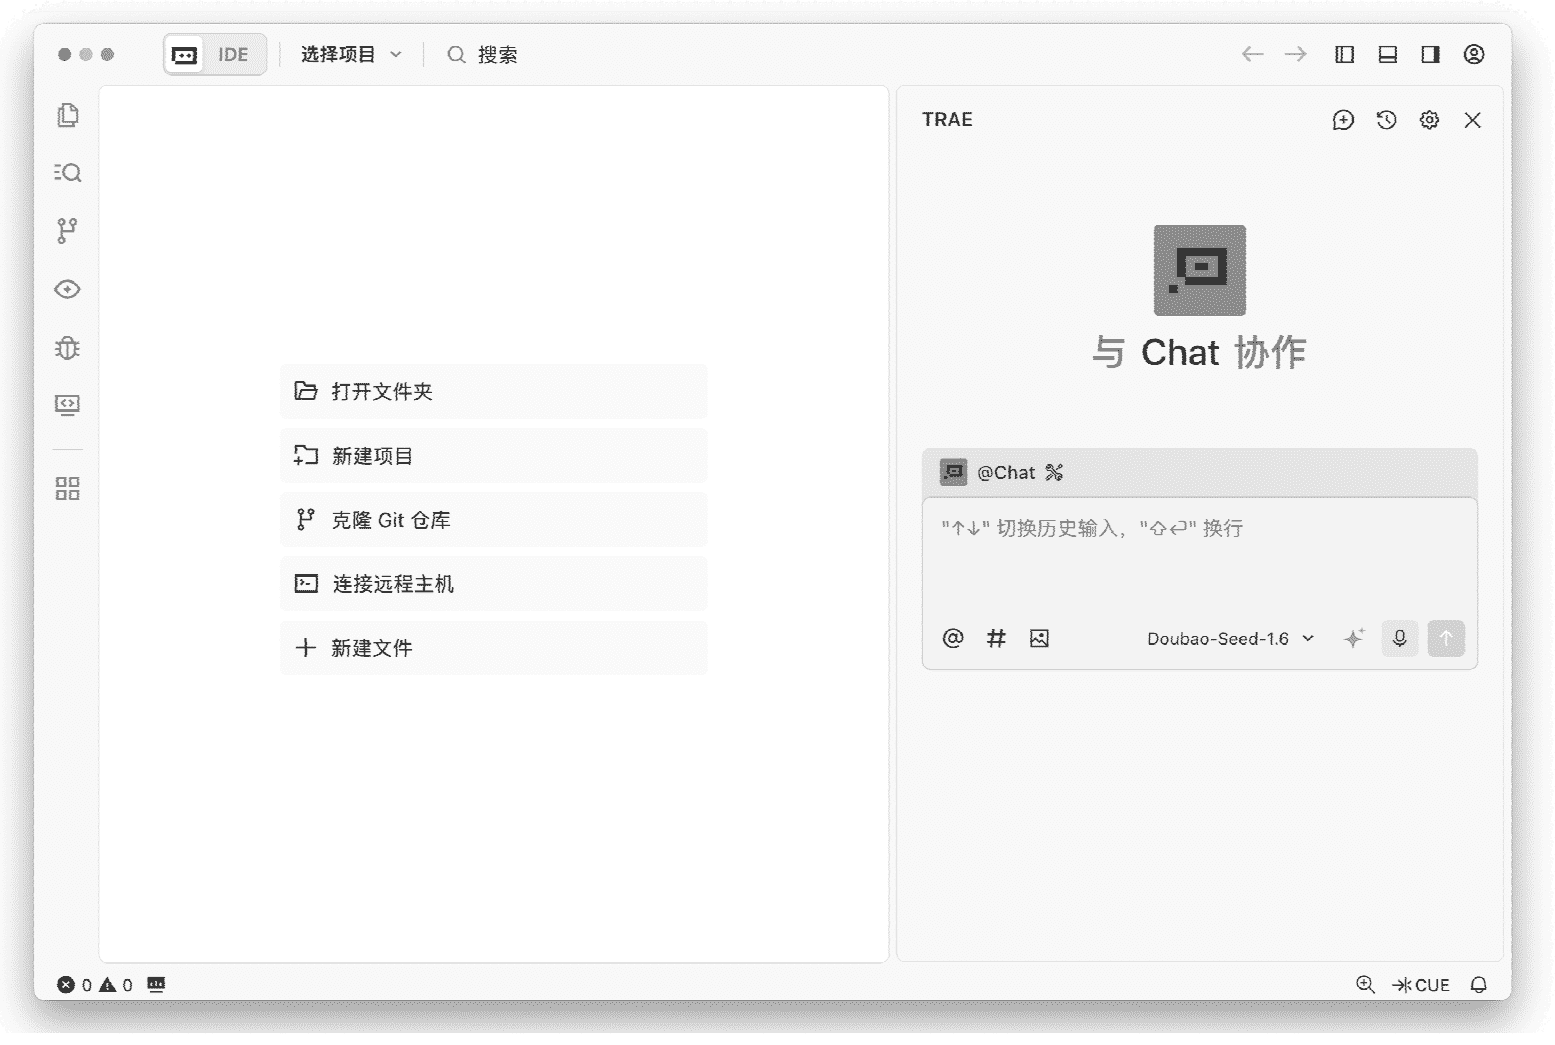 IDE 选择项目 搜索
TRAE
与 Chat 协作
打开文件夹
新建项目
克隆 Git 仓库
连接远程主机
新建文件
@Chat
"↑↓" 切换历史输入，"⇧⏎" 换行
@ # Doubao-Seed-1.6
0 0 CUE